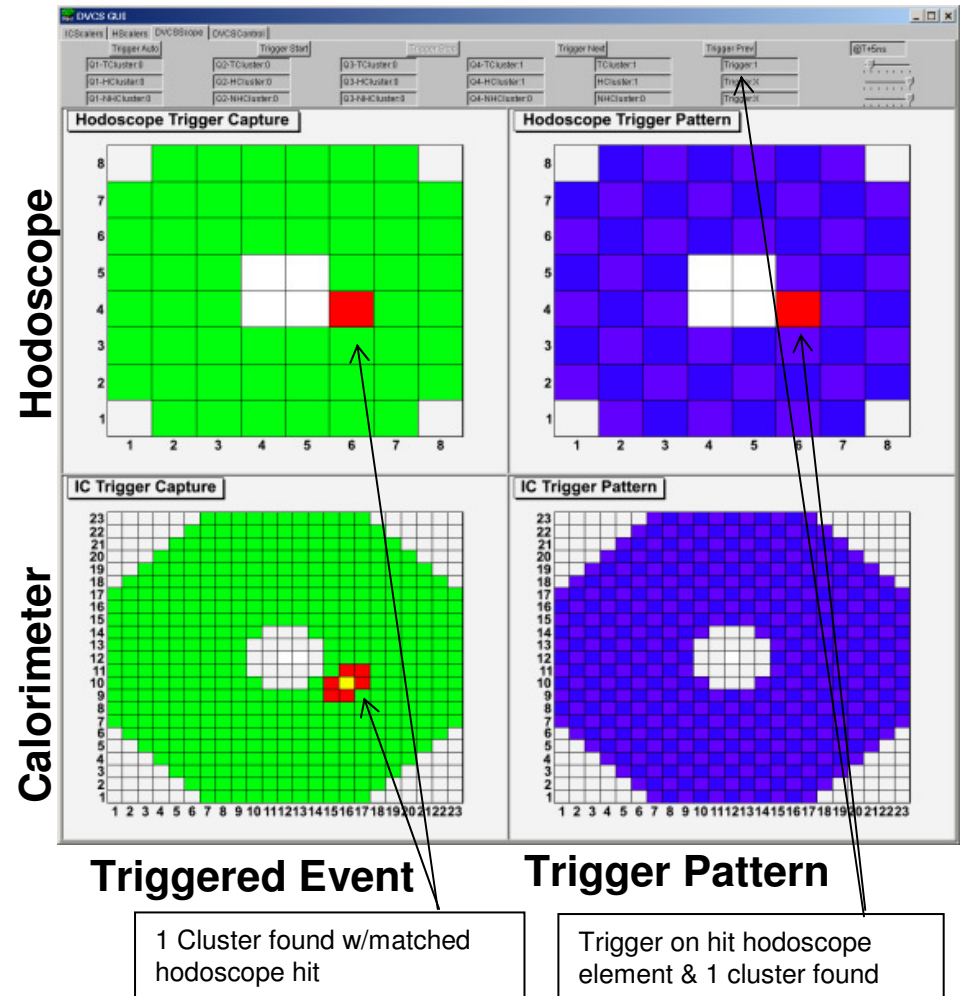 DVCS GUI
ICScalers HScalers DVCSScope DVCSControl
Trigger Auto Trigger Start Trigger Stop Trigger Next Trigger Prev @T+5ms
Q1-TCluster:0 Q2-TCluster:0 Q3-TCluster:0 Q4-TCluster:1 TCluster:1 Trigger:1
Q1-HCluster:0 Q2-HCluster:0 Q3-HCluster:0 Q4-HCluster:1 HCluster:1 Trigger:X
Q1-NHCluster:0 Q2-NHCluster:0 Q3-NHCluster:0 Q4-NHCluster:0 NHCluster:0 Trigger:X
Hodoscope
Hodoscope Trigger Capture
8
7
6
5
4
3
2
1
1 2 3 4 5 6 7 8
Hodoscope Trigger Pattern
8
7
6
5
4
3
2
1
1 2 3 4 5 6 7 8
Calorimeter
IC Trigger Capture
23
22
21
20
19
18
17
16
15
14
13
12
11
10
9
8
7
6
5
4
3
2
1
1 2 3 4 5 6 7 8 9 10 11 12 13 14 15 16 17 18 19 20 21 22 23
IC Trigger Pattern
23
22
21
20
19
18
17
16
15
14
13
12
11
10
9
8
7
6
5
4
3
2
1
1 2 3 4 5 6 7 8 9 10 11 12 13 14 15 16 17 18 19 20 21 22 23
Triggered Event
Trigger Pattern
1 Cluster found w/matched
hodoscope hit
Trigger on hit hodoscope
element & 1 cluster found